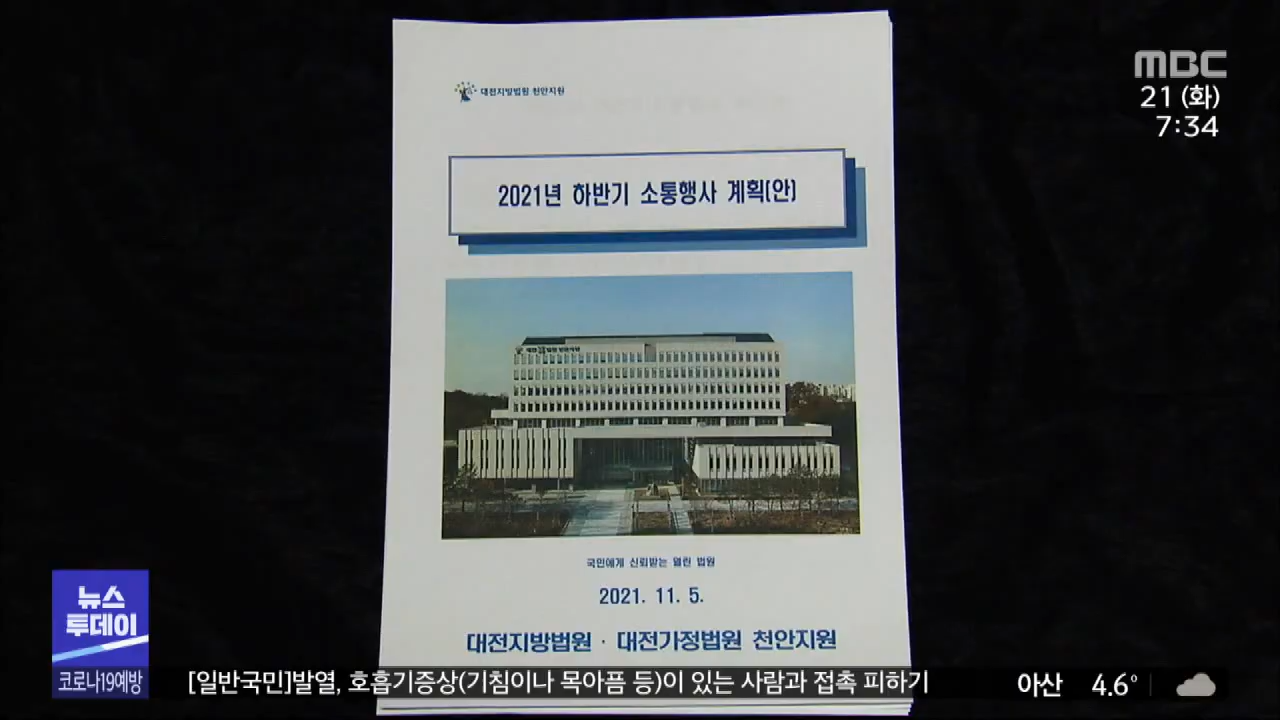 MBC
21 (화)
7:34
대전지방법원 천안지원
2021년 하반기 소통행사 계획(안)
국민에게 신뢰받는 열린 법원
2021. 11. 5.
대전지방법원 · 대전가정법원 천안지원
뉴스
투데이
코로나19예방
[일반국민]발열, 호흡기증상(기침이나 목아픔 등)이 있는 사람과 접촉 피하기
아산 4.6°